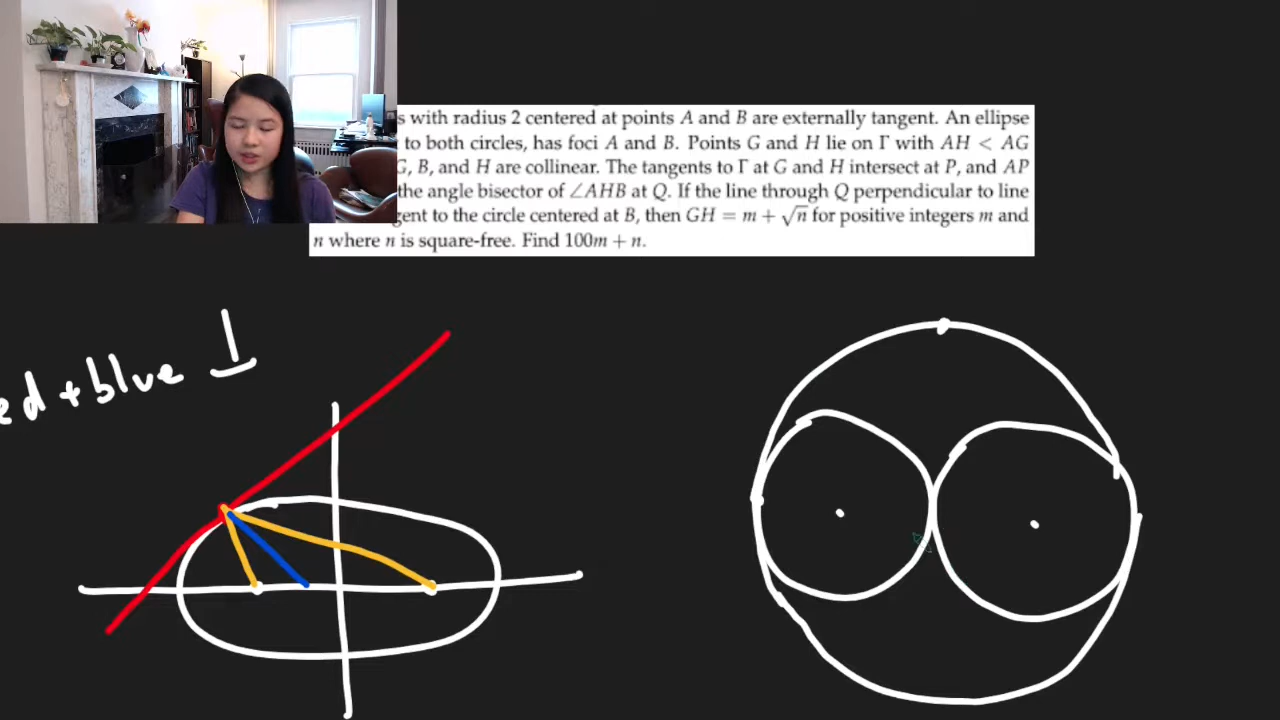 s with radius 2 centered at points A and B are externally tangent. An ellipse
to both circles, has foci A and B. Points G and H lie on Γ with AH < AG
G, B, and H are collinear. The tangents to Γ at G and H intersect at P, and AP
the angle bisector of ∠AHB at Q. If the line through Q perpendicular to line
gent to the circle centered at B, then GH = m + √n for positive integers m and
n where n is square-free. Find 100m + n.
ed + blue ⊥